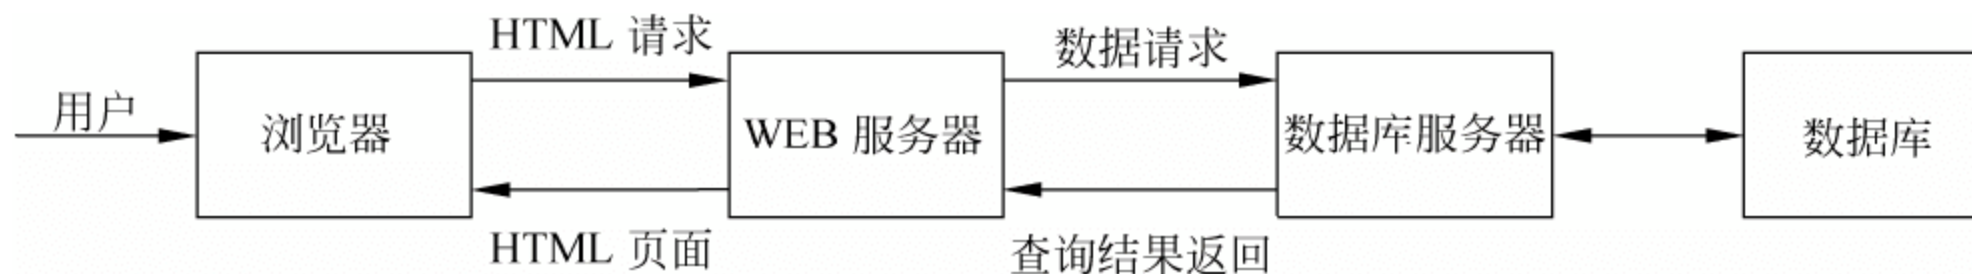 用户
浏览器
HTML 请求
HTML 页面
WEB 服务器
数据请求
查询结果返回
数据库服务器
数据库